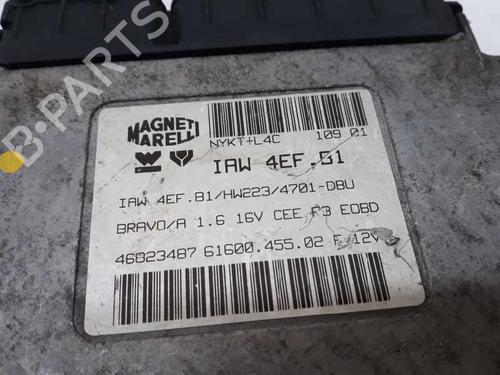 MAGNETI
MARELLI
NYKT+L4C 109 01
IAW 4EF.B1
IAW 4EF.B1/HW223/4701-DBU
BRAVO/A 1.6 16V CEE F3 EOBD
46823487 61600.455.02 12V
B-PARTS